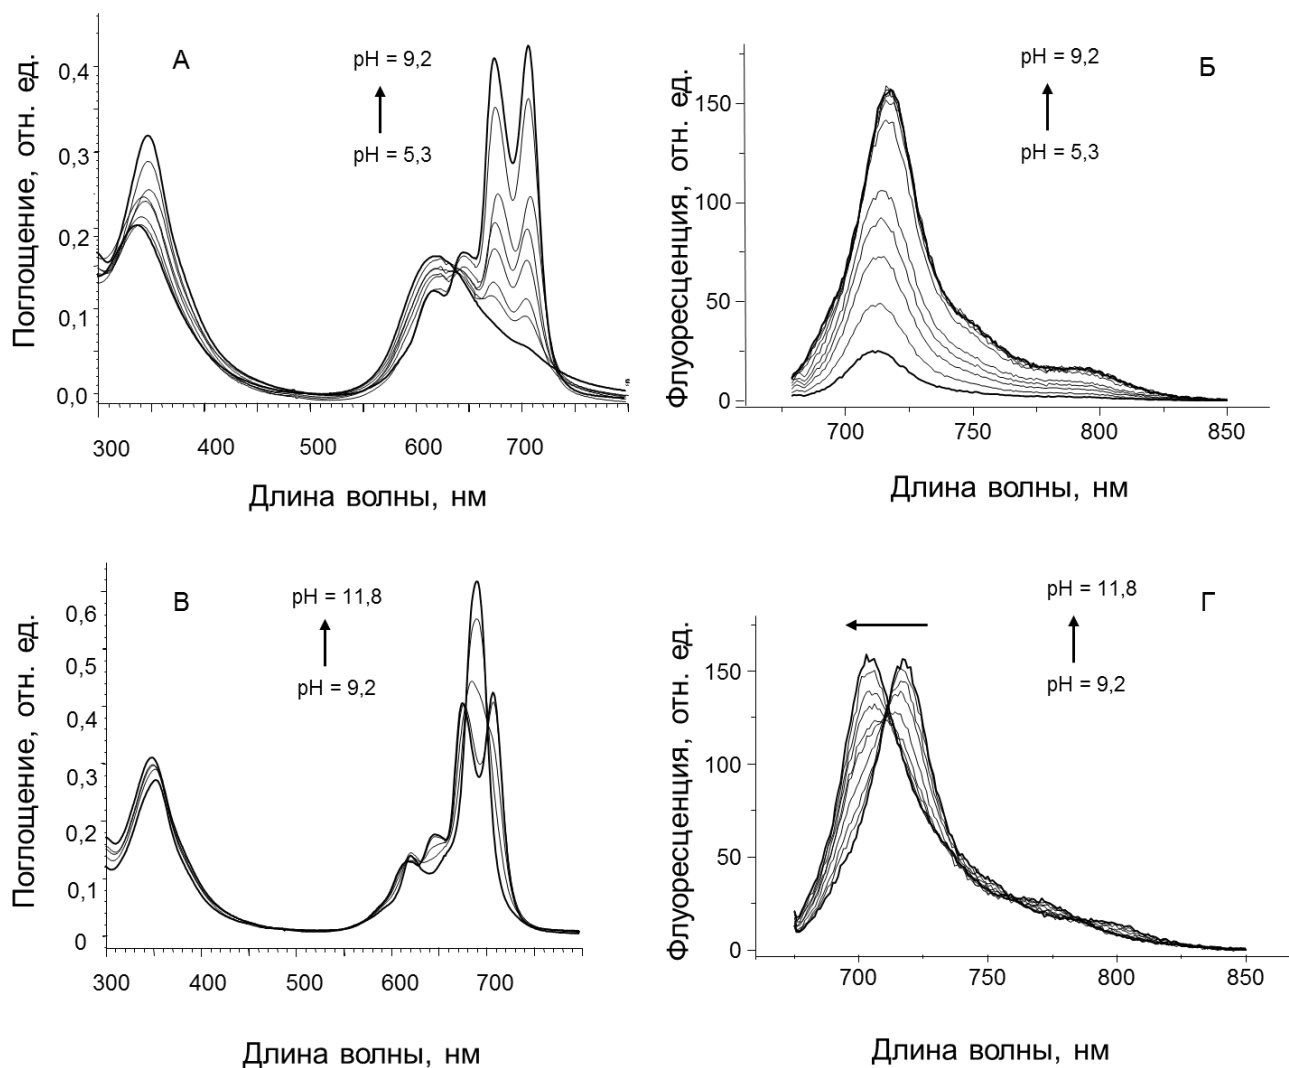 А
pH = 9,2
pH = 5,3
0,4
0,3
0,2
0,1
0,0
300 400 500 600 700
Поглощение, отн. ед.
Длина волны, нм
Б
pH = 9,2
pH = 5,3
150
100
50
0
700 750 800 850
Флуоресценция, отн. ед.
Длина волны, нм
В
pH = 11,8
pH = 9,2
0,6
0,5
0,4
0,3
0,2
0,1
0
300 400 500 600 700
Поглощение, отн. ед.
Длина волны, нм
Г
pH = 11,8
pH = 9,2
150
100
50
0
700 750 800 850
Флуоресценция, отн. ед.
Длина волны, нм